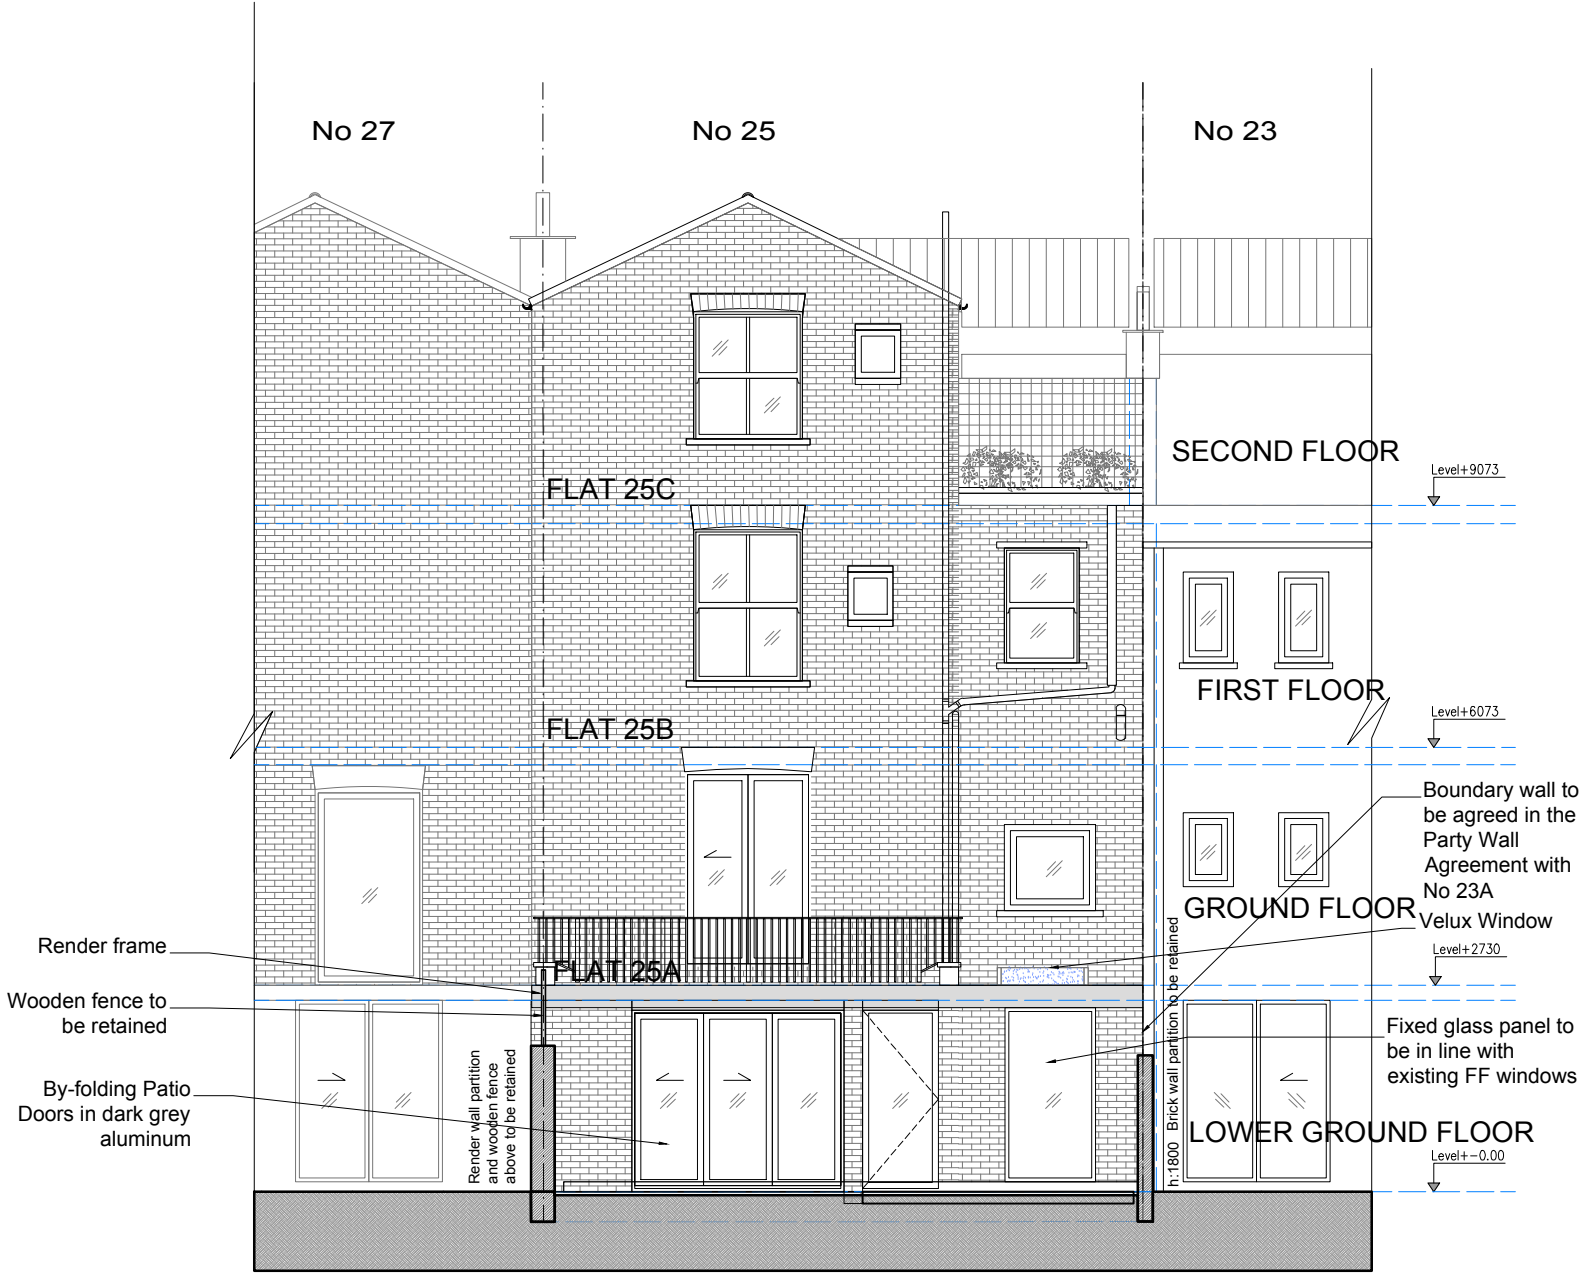 No 27
No 25
No 23
SECOND FLOOR
Level+9073
FLAT 25C
FIRST FLOOR
Level+6073
FLAT 25B
Boundary wall to
be agreed in the
Party Wall
Agreement with
No 23A
GROUND FLOOR
Velux Window
Level+2730
Render frame
FLAT 25A
Wooden fence to
be retained
Fixed glass panel to
be in line with
existing FF windows
By-folding Patio
Doors in dark grey
aluminum
Render wall partition
and wooden fence
above to be retained
h:1800 Brick wall partition to be retained
LOWER GROUND FLOOR
Level+-0.00